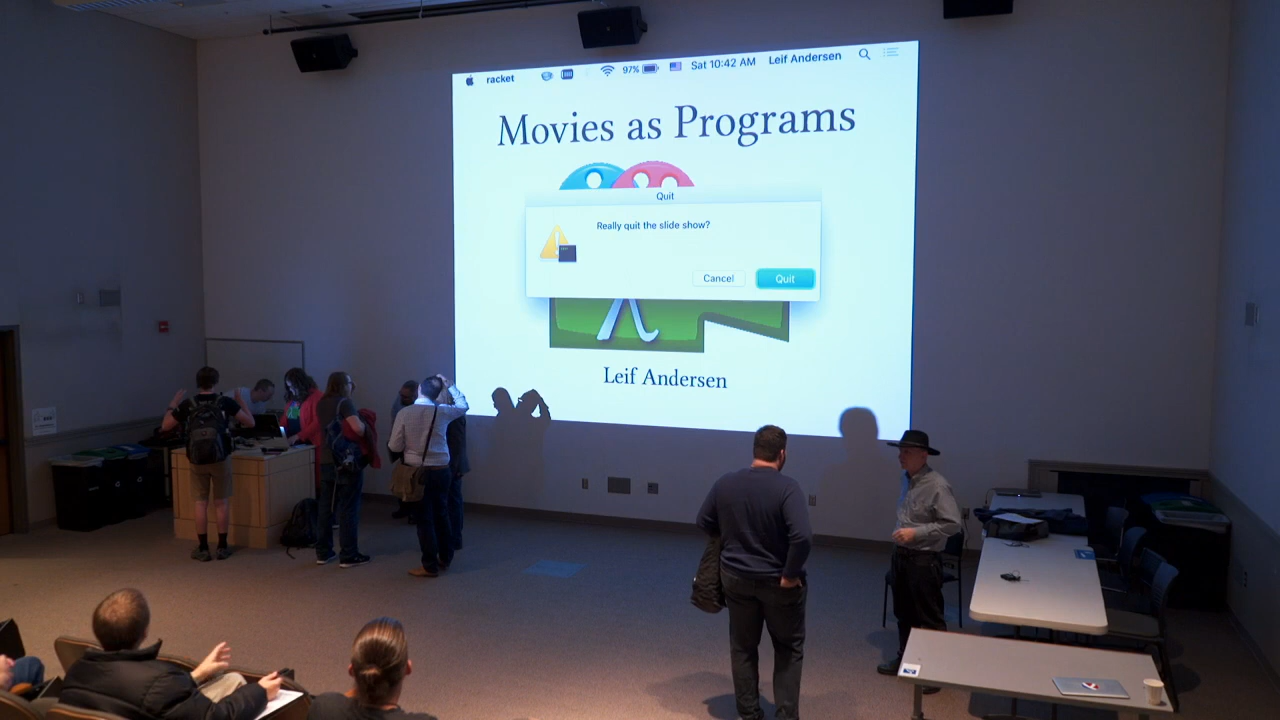 racket 97% Sat 10:42 AM Leif Andersen
Movies as Programs
Quit
Really quit the slide show?
Cancel Quit
λ
Leif Andersen